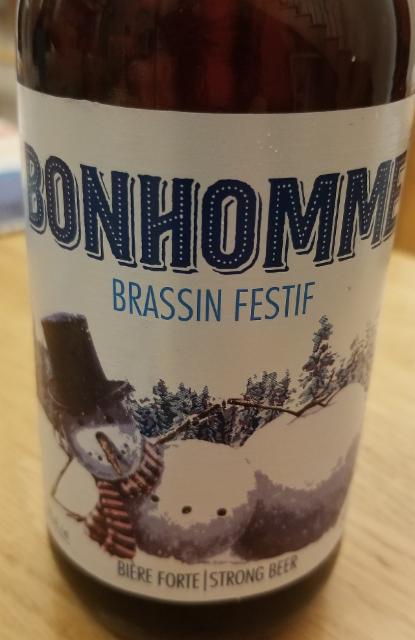 BONHOMME
BRASSIN FESTIF
BIÈRE FORTE | STRONG BEER